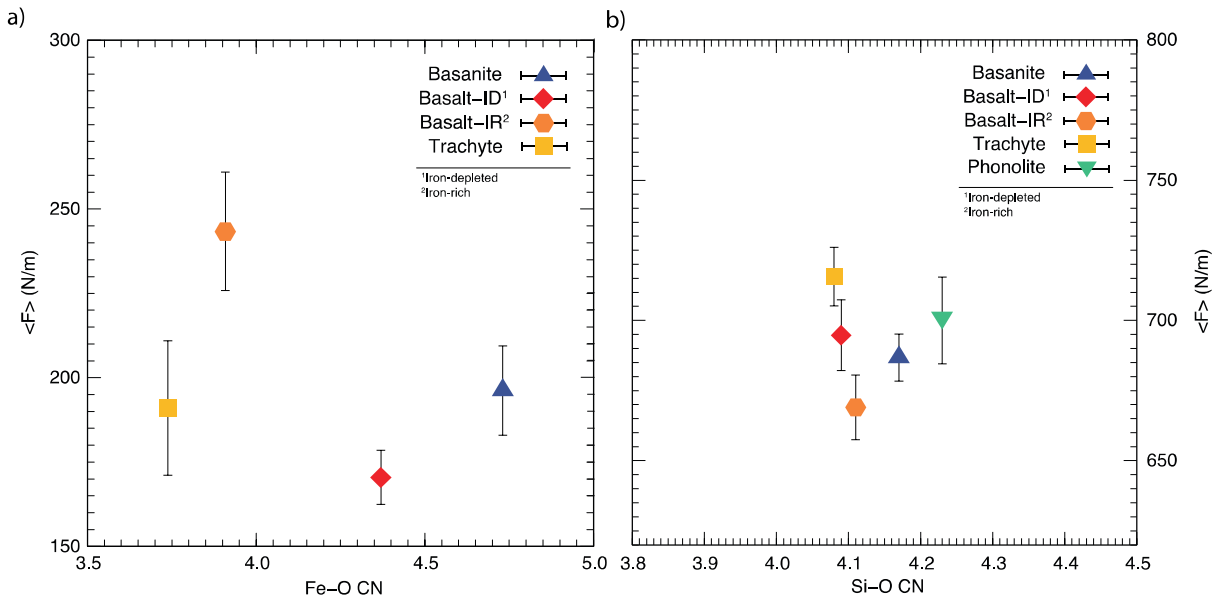 a)
300
250
200
150
<F> (N/m)
3.5 4.0 4.5 5.0
Fe–O CN
Basanite
Basalt–ID¹
Basalt–IR²
Trachyte
¹Iron-depleted
²Iron-rich
b)
800
750
700
650
<F> (N/m)
3.8 3.9 4.0 4.1 4.2 4.3 4.4 4.5
Si–O CN
Basanite
Basalt–ID¹
Basalt–IR²
Trachyte
Phonolite
¹Iron-depleted
²Iron-rich